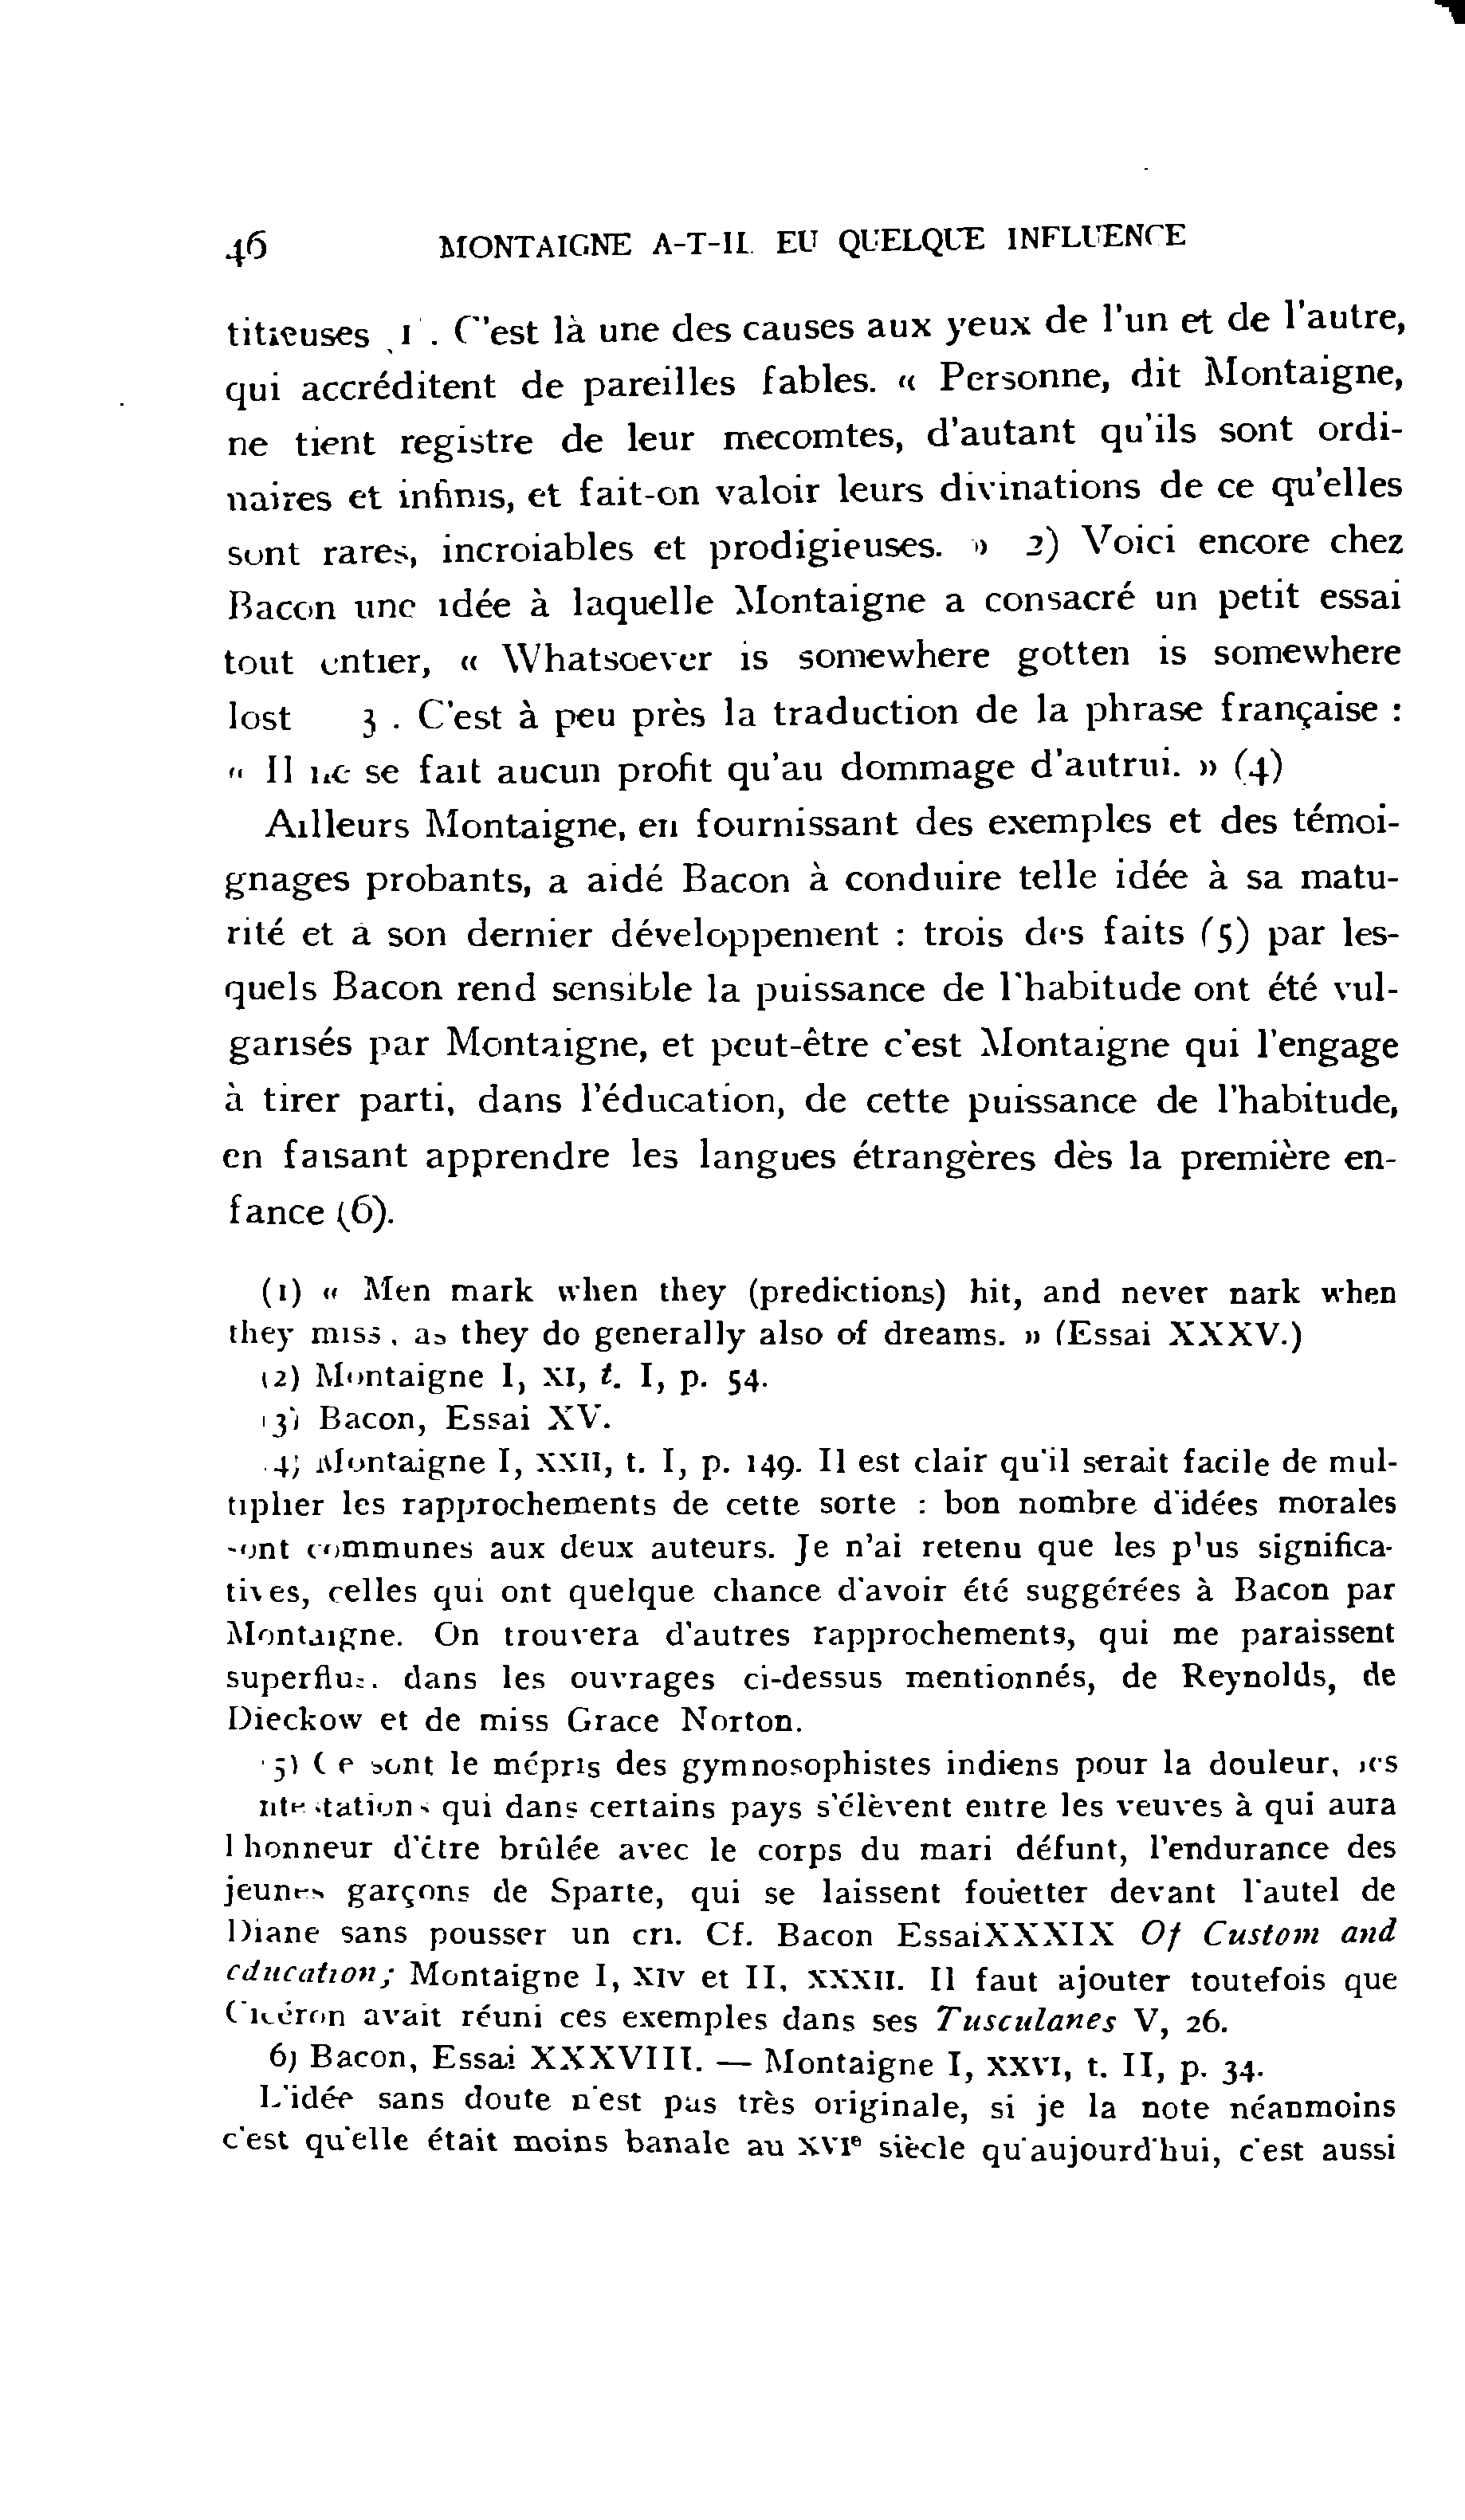 46 MONTAIGNE A-T-IL EU QUELQUE INFLUENCE
titieuses (1). C'est là une des causes aux yeux de l'un et de l'autre,
qui accréditent de pareilles fables. « Personne, dit Montaigne,
ne tient registre de leur mecomtes, d'autant qu'ils sont ordi-
naires et infinis, et fait-on valoir leurs divinations de ce qu'elles
sont rares, incroiables et prodigieuses. » 2) Voici encore chez
Bacon une idée à laquelle Montaigne a consacré un petit essai
tout entier, « Whatsoever is somewhere gotten is somewhere
lost 3 . C'est à peu près la traduction de la phrase française :
« Il ne se fait aucun profit qu'au dommage d'autrui. » (4)
Ailleurs Montaigne, en fournissant des exemples et des témoi-
gnages probants, a aidé Bacon à conduire telle idée à sa matu-
rité et à son dernier développement : trois des faits (5) par les-
quels Bacon rend sensible la puissance de l'habitude ont été vul-
garisés par Montaigne, et peut-être c'est Montaigne qui l'engage
à tirer parti, dans l'éducation, de cette puissance de l'habitude,
en faisant apprendre les langues étrangères dès la première en-
fance (6).
(1) « Men mark when they (predictions) hit, and never nark when
they miss, as they do generally also of dreams. » (Essai XXXV.)
(2) Montaigne I, XI, t. I, p. 54.
(3) Bacon, Essai XV.
4) Montaigne I, XXII, t. I, p. 149. Il est clair qu'il serait facile de mul-
tiplier les rapprochements de cette sorte : bon nombre d'idées morales
sont communes aux deux auteurs. Je n'ai retenu que les plus significa-
tives, celles qui ont quelque chance d'avoir été suggérées à Bacon par
Montaigne. On trouvera d'autres rapprochements, qui me paraissent
superflus. dans les ouvrages ci-dessus mentionnés, de Reynolds, de
Dieckow et de miss Grace Norton.
5) Ce sont le mépris des gymnosophistes indiens pour la douleur, les
ntestations qui dans certains pays s'élèvent entre les veuves à qui aura
l honneur d'être brûlée avec le corps du mari défunt, l'endurance des
jeunes garçons de Sparte, qui se laissent fouetter devant l'autel de
Diane sans pousser un cri. Cf. Bacon EssaiXXXIX Of Custom and
education; Montaigne I, XIV et II, XXXII. Il faut ajouter toutefois que
Cicéron avait réuni ces exemples dans ses Tusculanes V, 26.
6) Bacon, Essai XXXVIII. — Montaigne I, XXVI, t. II, p. 34.
L'idée sans doute n'est pas très originale, si je la note néanmoins
c'est qu'elle était moins banale au XVIe siècle qu'aujourd'hui, c'est aussi